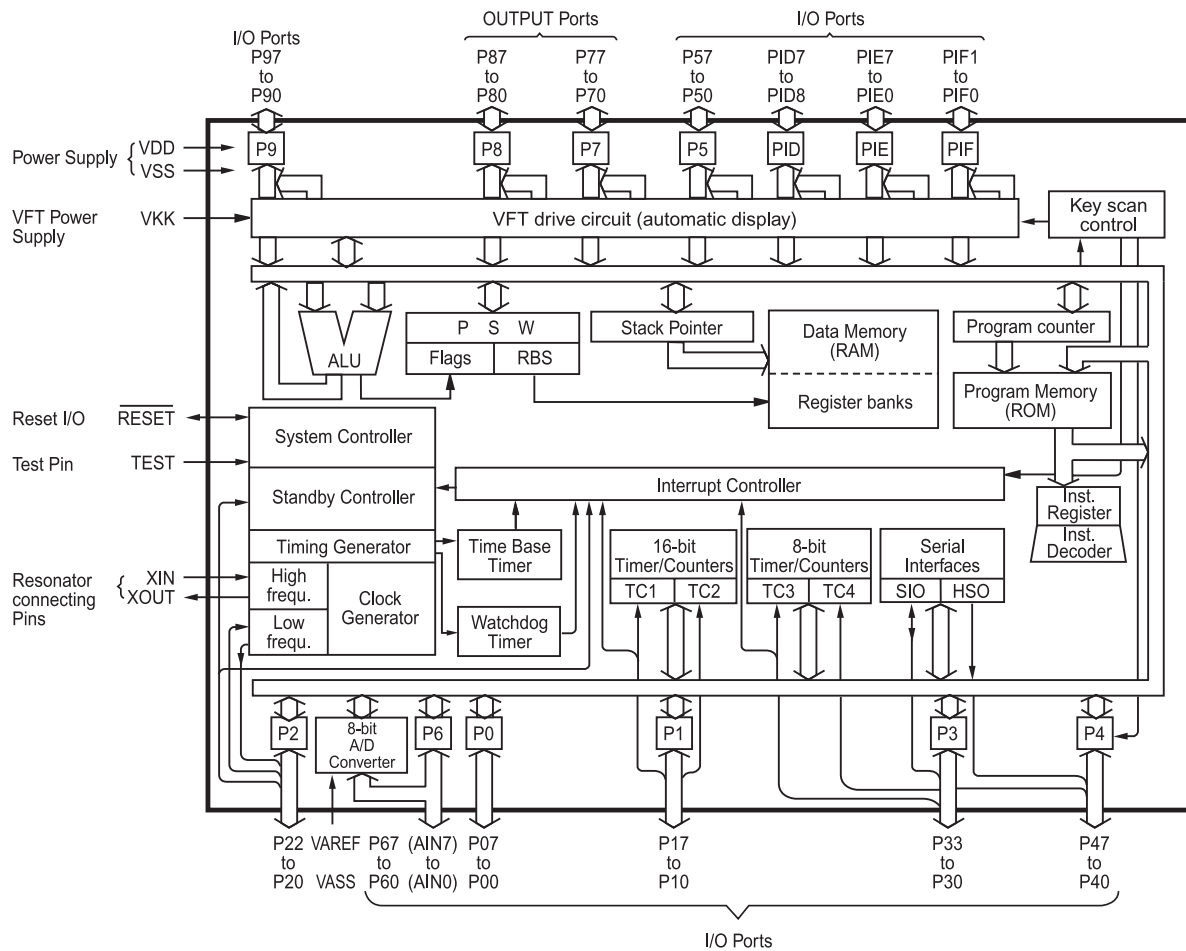 OUTPUT Ports
I/O Ports
I/O Ports
P97
to
P90
P87
to
P80
P77
to
P70
P57
to
P50
PID7
to
PID8
PIE7
to
PIE0
PIF1
to
PIF0
Power Supply { VDD
VSS
P9
P8
P7
P5
PID
PIE
PIF
VFT Power
Supply
VKK
VFT drive circuit (automatic display)
Key scan
control
ALU
P S W
Flags
RBS
Stack Pointer
Data Memory
(RAM)
Register banks
Program counter
Program Memory
(ROM)
Reset I/O
RESET
Test Pin
TEST
System Controller
Standby Controller
Interrupt Controller
Inst.
Register
Inst.
Decoder
Timing Generator
Time Base
Timer
16-bit
Timer/Counters
TC1
TC2
8-bit
Timer/Counters
TC3
TC4
Serial
Interfaces
SIO
HSO
Resonator
connecting
Pins
{ XIN
XOUT
High
frequ.
Low
frequ.
Clock
Generator
Watchdog
Timer
P2
8-bit
A/D
Converter
P6
P0
P1
P3
P4
P22
to
P20
VAREF
VASS
P67
to
P60
(AIN7)
to
(AIN0)
P07
to
P00
P17
to
P10
P33
to
P30
P47
to
P40
I/O Ports